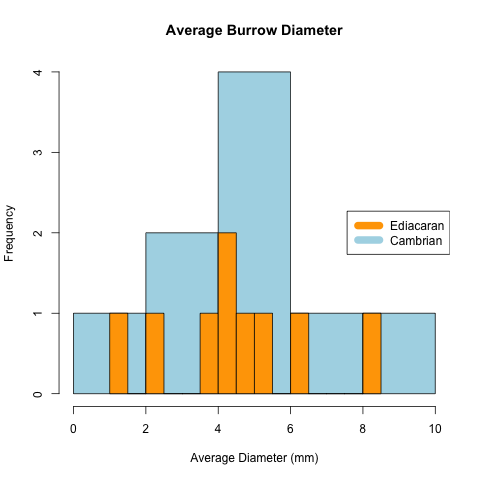 Average Burrow Diameter
Frequency
4
3
2
1
0
Ediacaran
Cambrian
0 2 4 6 8 10
Average Diameter (mm)